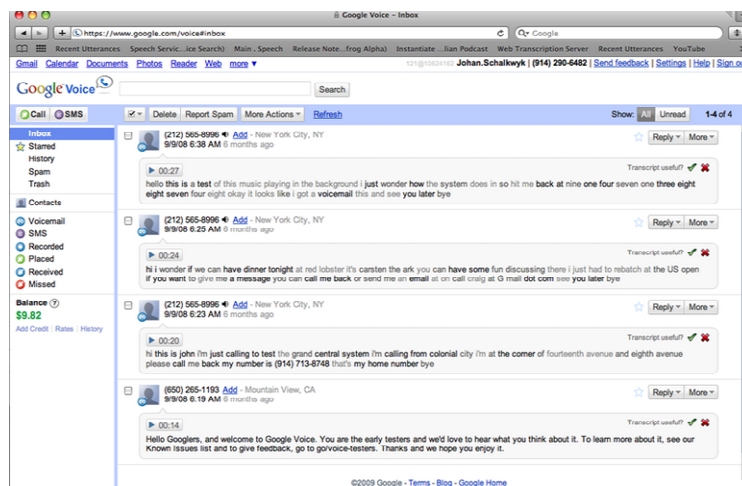 Google Voice - Inbox
https://www.google.com/voice#inbox
Google
Recent Utterances Speech Servic...ice Search) Main . Speech Release Note...frog Alpha) Instantiate ...lian Podcast Web Transcription Server Recent Utterances YouTube
Gmail Calendar Documents Photos Reader Web more ▼ Johan.Schalkwyk | (914) 290-6482 | Send feedback | Settings | Help | Sign
Google Voice
Search
Call SMS
Delete Report Spam More Actions Refresh Show: All Unread 1-4 of 4
Inbox
Starred
History
Spam
Trash
Contacts
Voicemail
SMS
Recorded
Placed
Received
Missed
Balance (?)
$9.82
Add Credit | Rates | History
(212) 565-8996 Add - New York City, NY
9/9/08 6:38 AM 6 months ago
Reply More
00:27
Transcript useful?
hello this is a test of this music playing in the background i just wonder how the system does in so hit me back at nine one four seven one three eight
eight seven four eight okay it looks like i got a voicemail this and see you later bye
(212) 565-8996 Add - New York City, NY
9/9/08 6:25 AM 6 months ago
Reply More
00:24
Transcript useful?
hi i wonder if we can have dinner tonight at red lobster it's carsten the ark you can have some fun discussing there i just had to rebatch at the US open
if you want to give me a message you can call me back or send me an email at on call craig at G mail dot com see you later bye
(212) 565-8996 Add - New York City, NY
9/9/08 6:23 AM 6 months ago
Reply More
00:20
Transcript useful?
hi this is john i'm just calling to test the grand central system i'm calling from colonial city i'm at the corner of fourteenth avenue and eighth avenue
please call me back my number is (914) 713-8748 that's my home number bye
(650) 265-1193 Add - Mountain View, CA
9/9/08 6:19 AM 6 months ago
Reply More
00:14
Transcript useful?
Hello Googlers, and welcome to Google Voice. You are the early testers and we'd love to hear what you think about it. To learn more about it, see our
Known Issues list and to give feedback, go to go/voice-testers. Thanks and we hope you enjoy it.
©2009 Google - Terms - Blog - Google Home